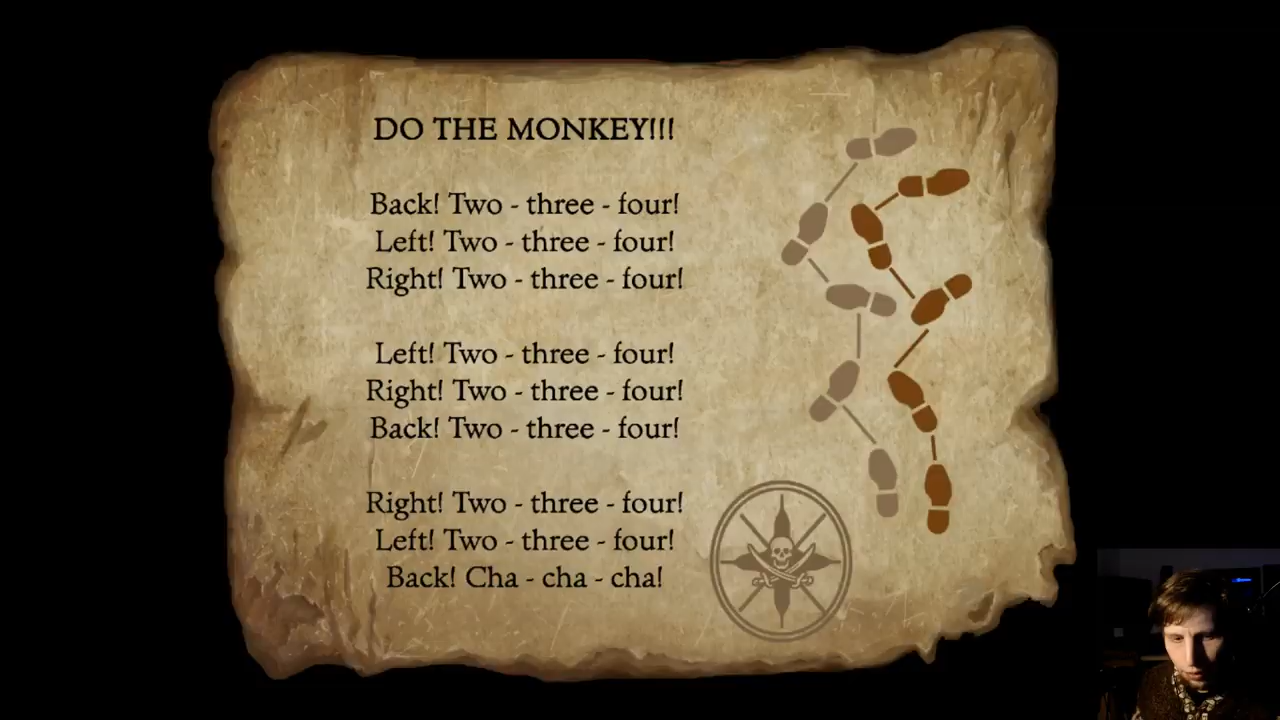 DO THE MONKEY!!!
Back! Two - three - four!
Left! Two - three - four!
Right! Two - three - four!
Left! Two - three - four!
Right! Two - three - four!
Back! Two - three - four!
Right! Two - three - four!
Left! Two - three - four!
Back! Cha - cha - cha!